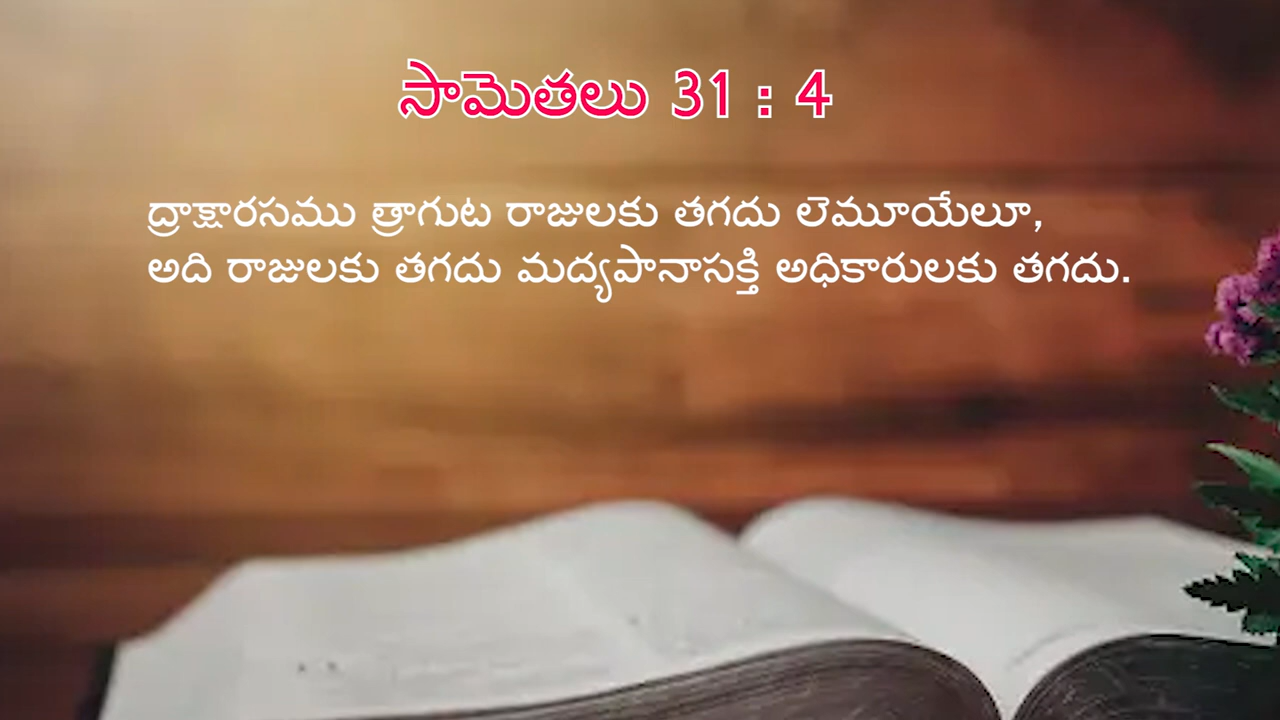 సామెతలు 31 : 4
ద్రాక్షారసము త్రాగుట రాజులకు తగదు లెమూయేలూ,
అది రాజులకు తగదు మద్యపానాసక్తి అధికారులకు తగదు.